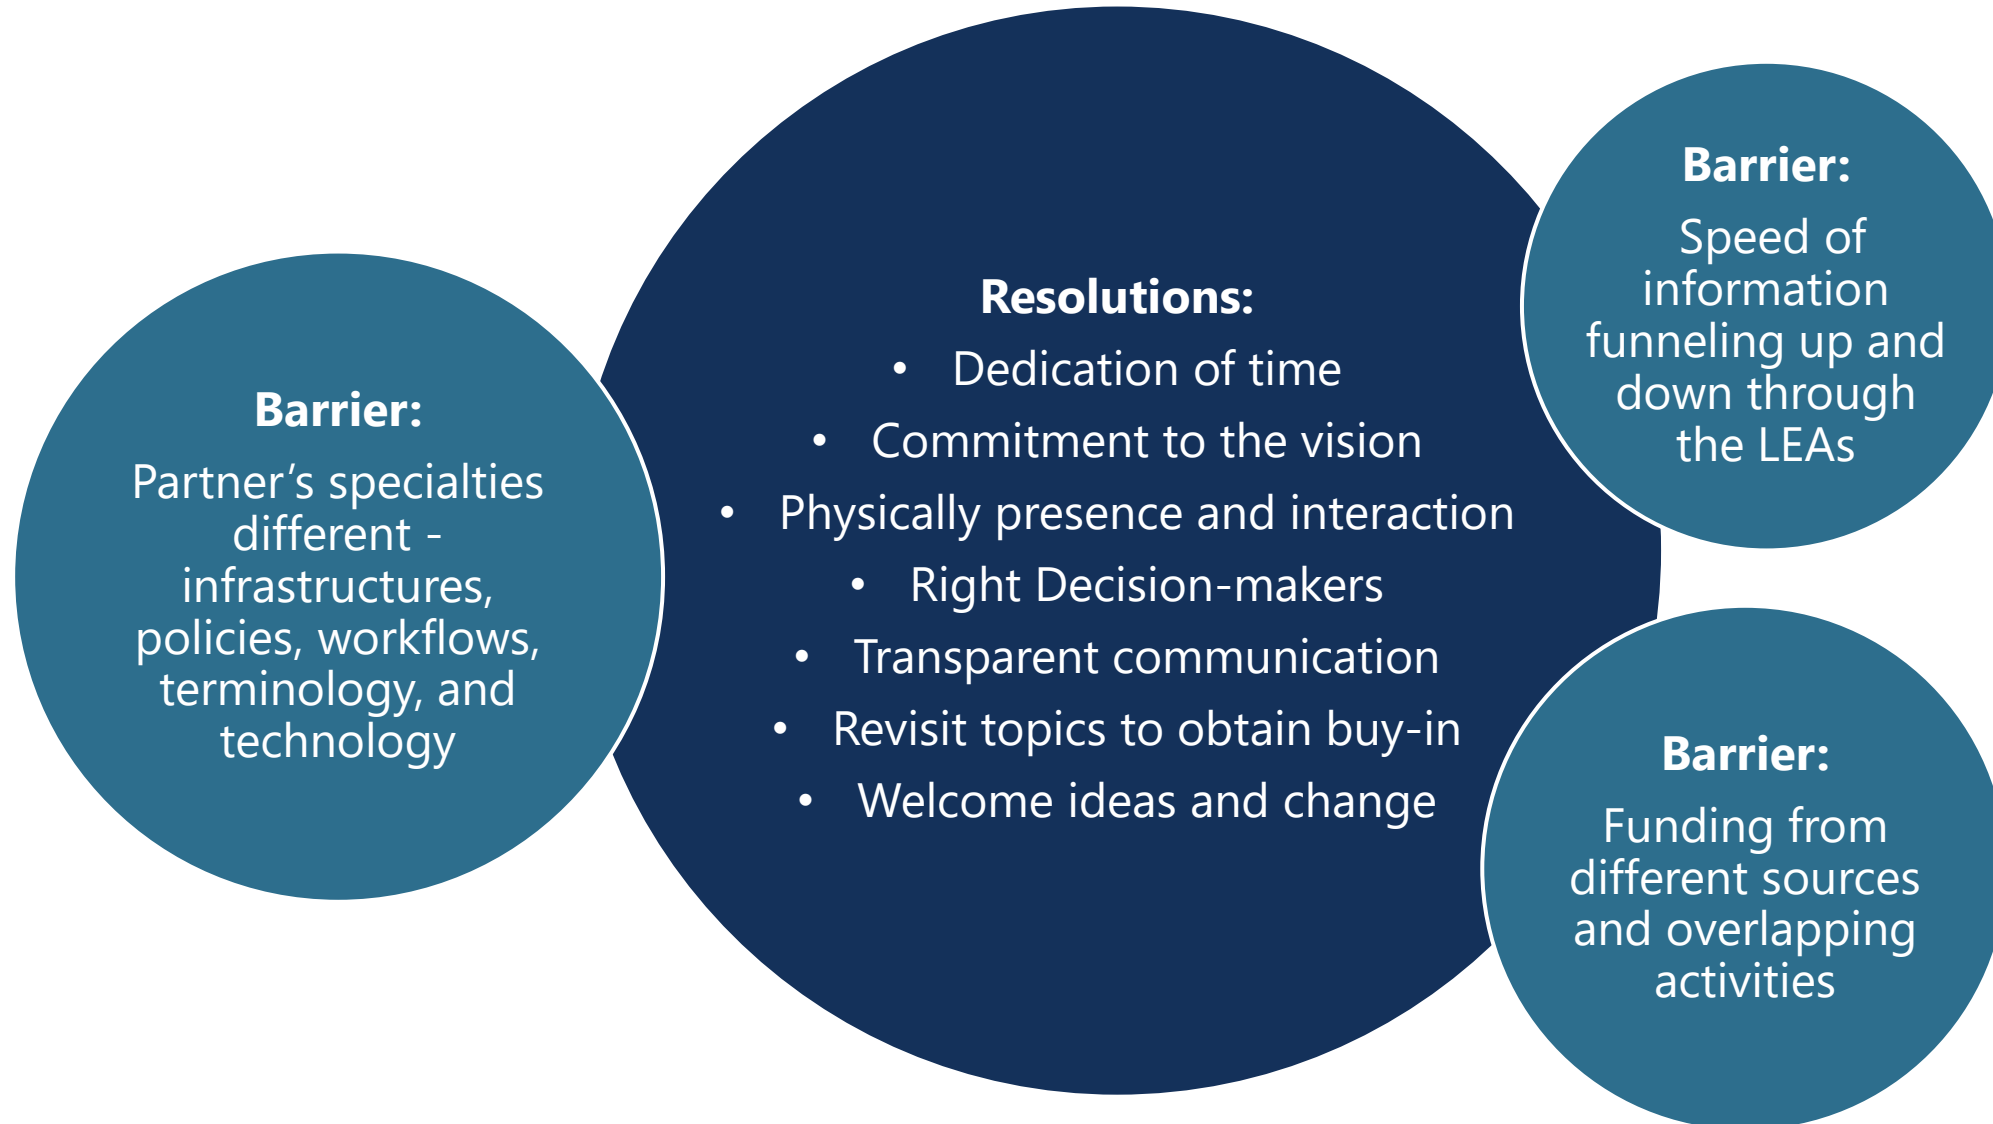 Barrier:
Partner’s specialties
different -
infrastructures,
policies, workflows,
terminology, and
technology
Resolutions:
• Dedication of time
• Commitment to the vision
• Physically presence and interaction
• Right Decision-makers
• Transparent communication
• Revisit topics to obtain buy-in
• Welcome ideas and change
Barrier:
Speed of
information
funneling up and
down through
the LEAs
Barrier:
Funding from
different sources
and overlapping
activities